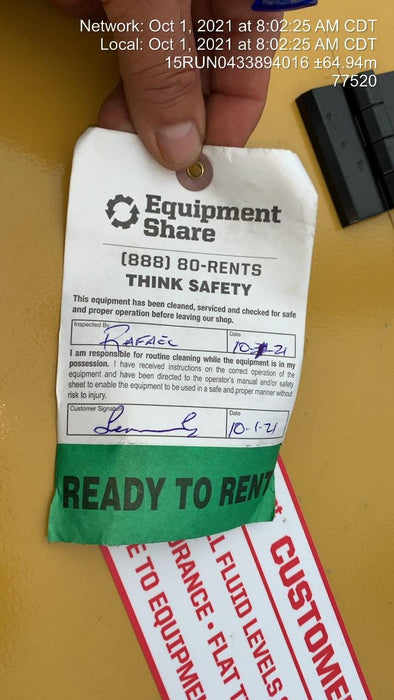 Network: Oct 1, 2021 at 8:02:25 AM CDT
Local: Oct 1, 2021 at 8:02:25 AM CDT
15RUN0433894016 ±64.94m
77520
Equipment
Share
(888) 80-RENTS
THINK SAFETY
This equipment has been cleaned, serviced and checked for safe
and proper operation before leaving our shop.
Inspected By Date
RAFAEL 10- -21
I am responsible for routine cleaning while the equipment is in my
possession. I have received instructions on the correct operation of the
equipment and have been directed to the operator's manual and/or safety
sheet to enable the equipment to be used in a safe and proper manner without
risk to injury.
Customer Signature Date
10-1-21
READY TO RENT
CUSTOME
L FLUID LEVELS
RANCE • FLAT T
E TO EQUIPME